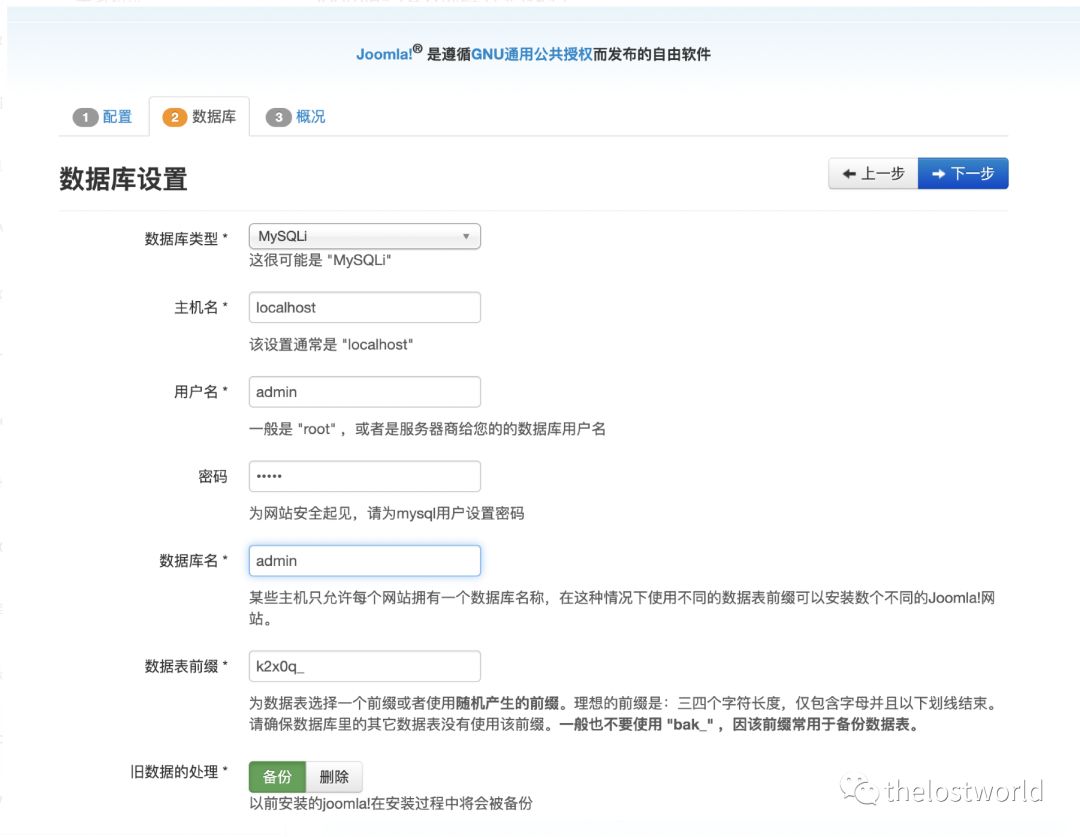 Joomla!® 是遵循GNU通用公共授权而发布的自由软件
1 配置 2 数据库 3 概况
数据库设置 上一步 下一步
数据库类型 * MySQLi
这很可能是 "MySQLi"
主机名 * localhost
该设置通常是 "localhost"
用户名 * admin
一般是 "root" ，或者是服务器商给您的的数据库用户名
密码 •••••
为网站安全起见，请为mysql用户设置密码
数据库名 * admin
某些主机只允许每个网站拥有一个数据库名称，在这种情况下使用不同的数据表前缀可以安装数个不同的Joomla!网
站。
数据表前缀 * k2x0q_
为数据表选择一个前缀或者使用随机产生的前缀。理想的前缀是：三四个字符长度，仅包含字母并且以下划线结束。
请确保数据库里的其它数据表没有使用该前缀。一般也不要使用 "bak_" ，因该前缀常用于备份数据表。
旧数据的处理 * 备份 删除
以前安装的joomla!在安装过程中将会被备份
thelostworld